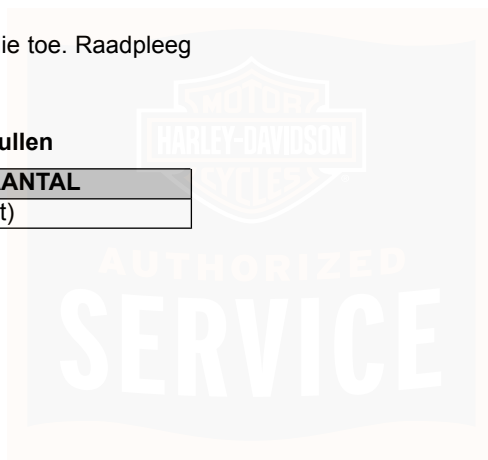 ie toe. Raadpleeg
ullen
ANTAL
t)
MOTOR
HARLEY-DAVIDSON
CYCLES
AUTHORIZED
SERVICE